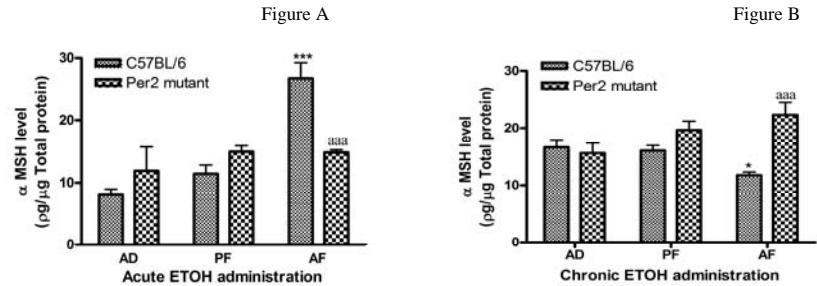 Figure A
Figure B
C57BL/6
Per2 mutant
α MSH level
(ρg/μg Total protein)
30
20
10
0
***
aaa
AD PF AF
Acute ETOH administration
C57BL/6
Per2 mutant
α MSH level
(ρg/μg Total protein)
30
20
10
0
*
aaa
AD PF AF
Chronic ETOH administration